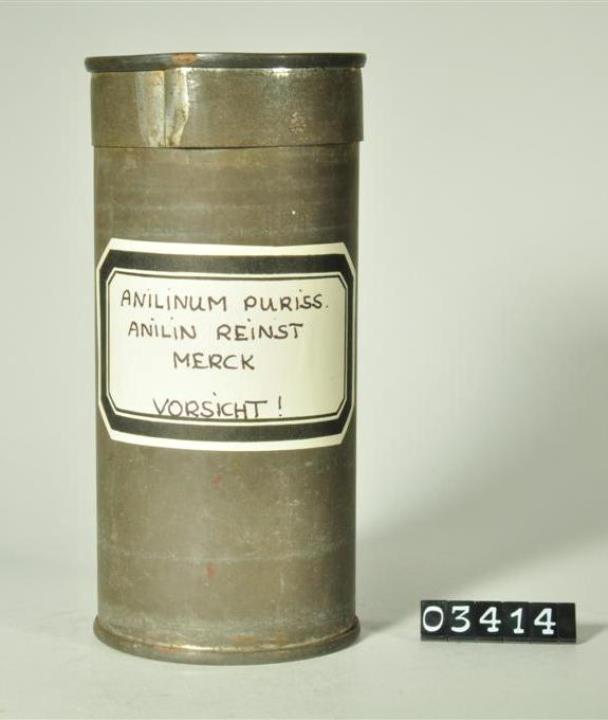 ANILINUM PURISS.
ANILIN REINST
MERCK
VORSICHT!
03414